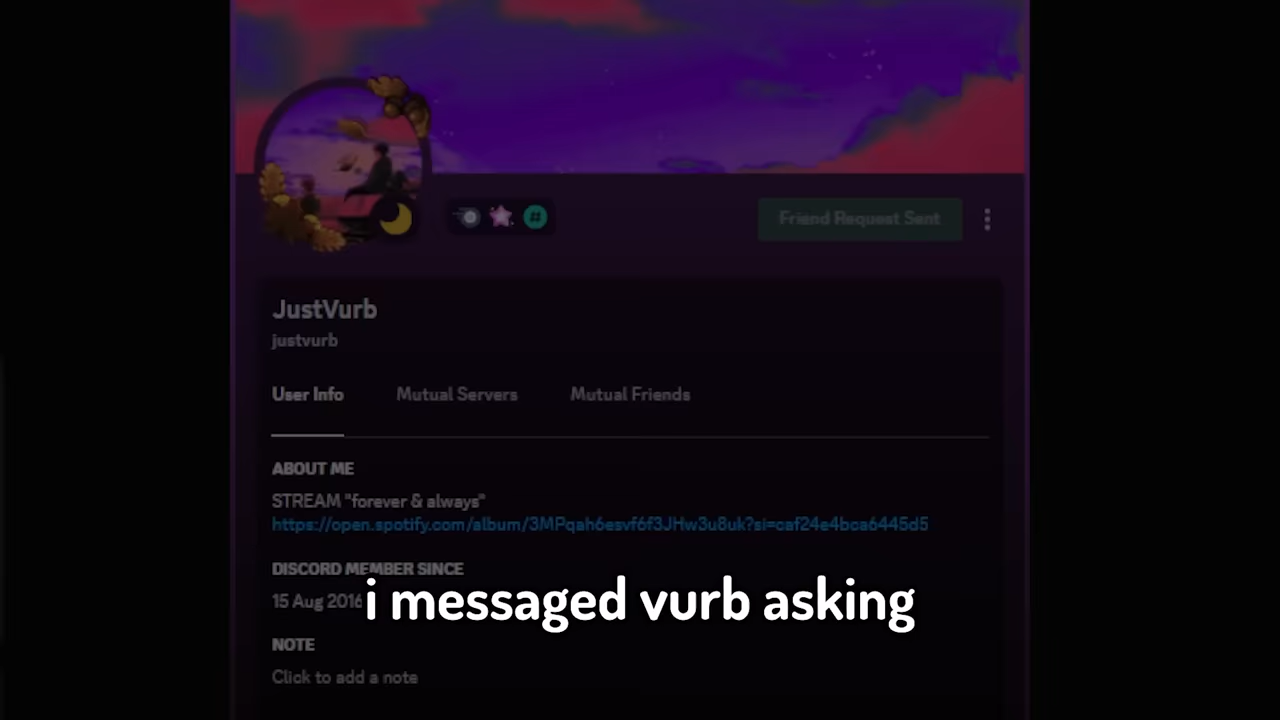 Friend Request Sent
JustVurb
justvurb
User Info
Mutual Servers
Mutual Friends
ABOUT ME
STREAM "forever & always"
https://open.spotify.com/album/3MPqah6esvf6f3JHw3u8uk?si=caf24e4bca6445d5
DISCORD MEMBER SINCE
15 Aug 2016
i messaged vurb asking
NOTE
Click to add a note